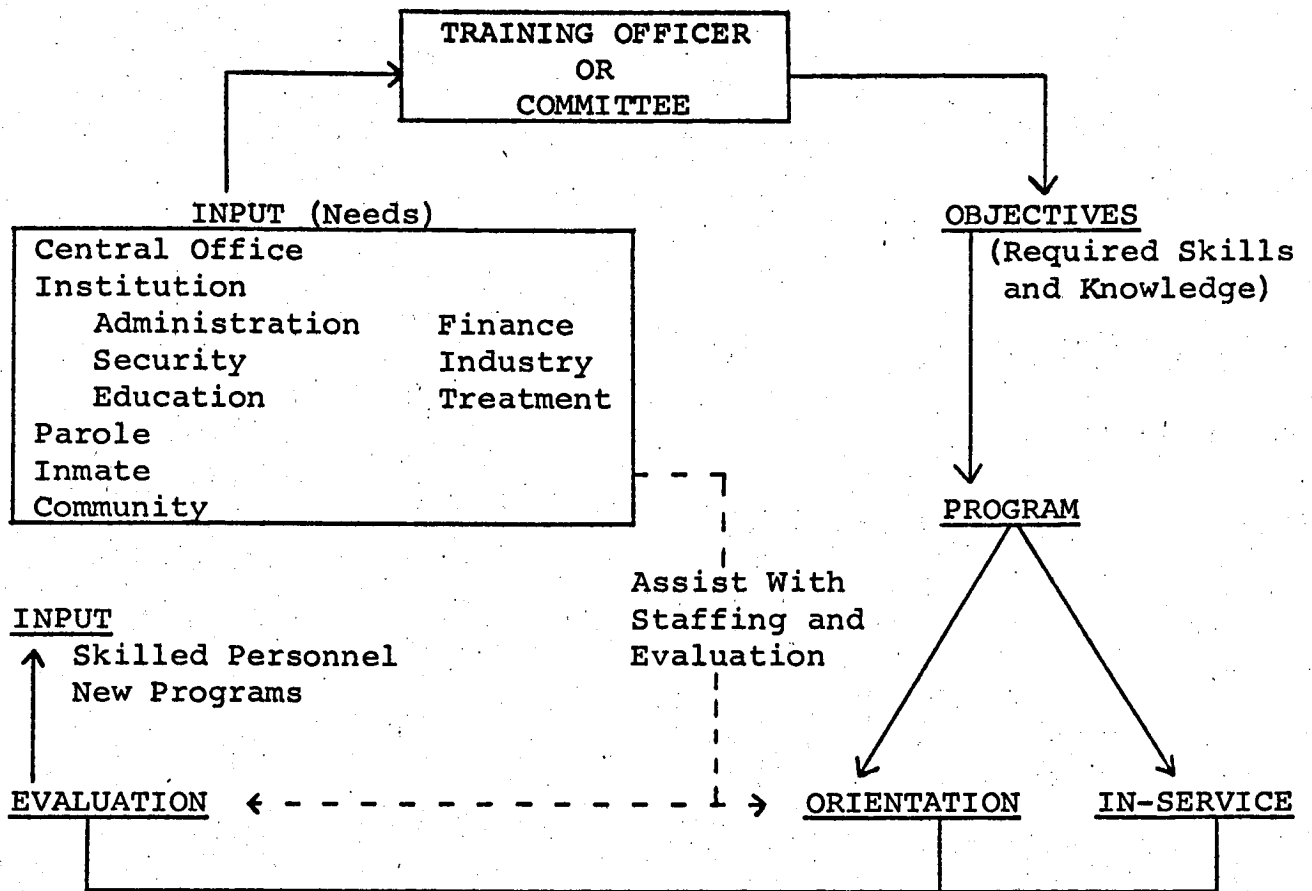 TRAINING OFFICER
OR
COMMITTEE
INPUT (Needs)
Central Office
Institution
Administration Finance
Security Industry
Education Treatment
Parole
Inmate
Community
OBJECTIVES
(Required Skills
and Knowledge)
PROGRAM
Assist With
Staffing and
Evaluation
INPUT
Skilled Personnel
New Programs
EVALUATION
ORIENTATION
IN-SERVICE